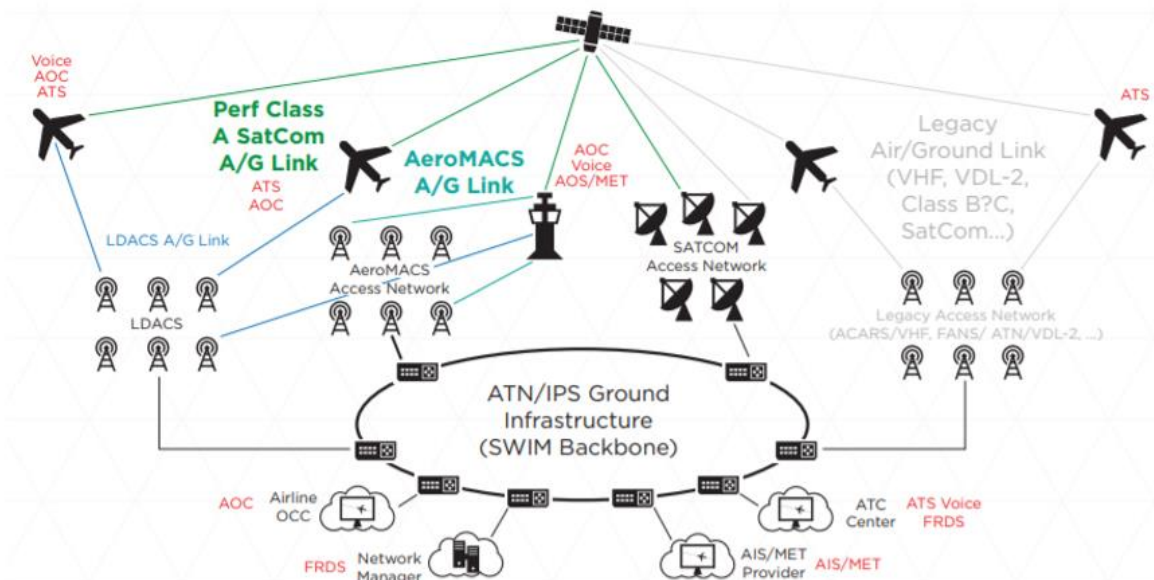 Voice
AOC
ATS
Perf Class
A SatCom
A/G Link
AeroMACS
A/G Link
AOC
Voice
AOS/MET
ATS
AOC
ATS
Legacy
Air/Ground Link
(VHF, VDL-2,
Class B?C,
SatCom...)
LDACS A/G Link
AeroMACS
Access Network
SATCOM
Access Network
LDACS
Legacy Access Network
(ACARS/VHF, FANS/ ATN/VDL-2, ...)
ATN/IPS Ground
Infrastructure
(SWIM Backbone)
AOC
Airline
OCC
ATC
Center
ATS Voice
FRDS
FRDS
Network
Manager
AIS/MET
Provider
AIS/MET